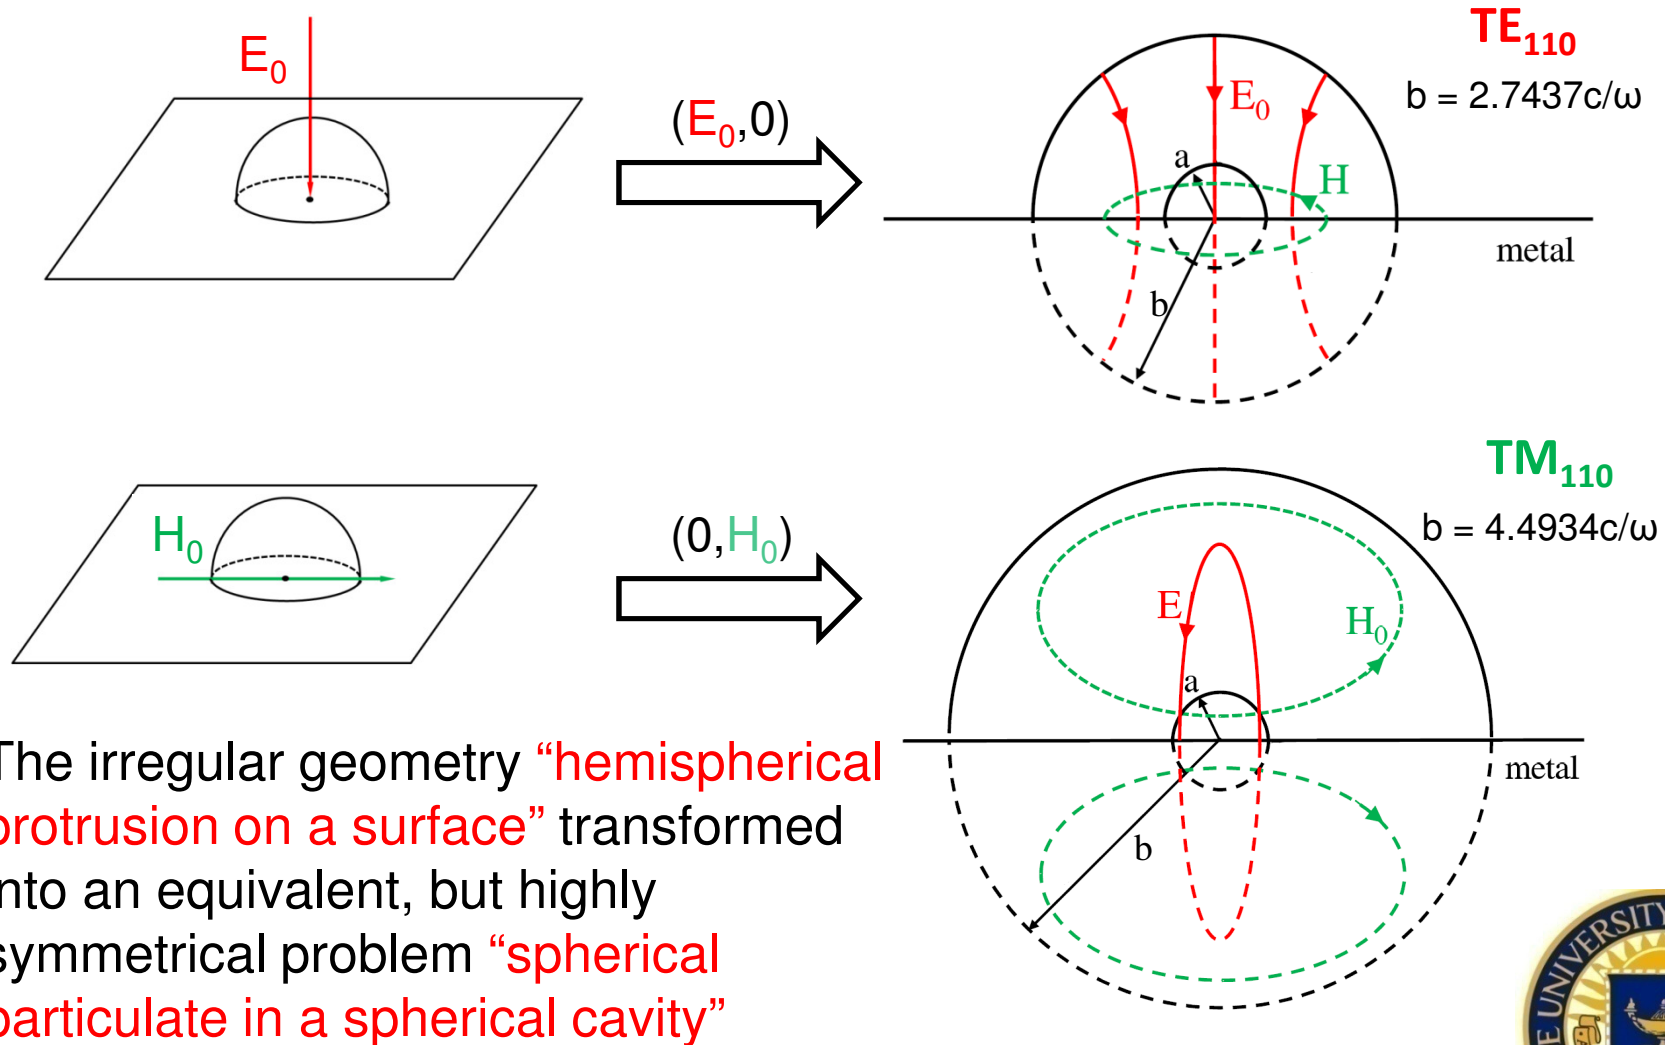 E₀
(E₀,0)
TE₁₁₀
b = 2.7437c/ω
E₀
a
H
b
metal
H₀
(0,H₀)
TM₁₁₀
b = 4.4934c/ω
E
H₀
a
b
metal
The irregular geometry “hemispherical
protrusion on a surface” transformed
into an equivalent, but highly
symmetrical problem “spherical
particulate in a spherical cavity”
E UNIVERSITY